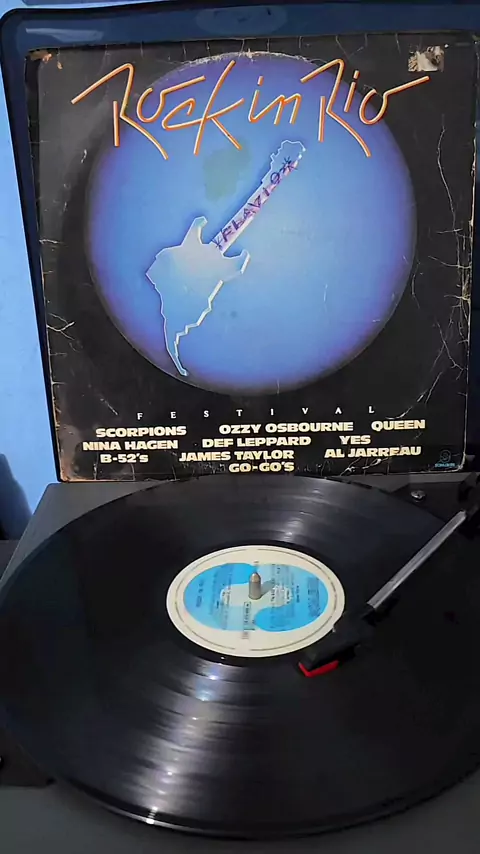 Rock in Rio
FLAVIO
FESTIVAL
SCORPIONS OZZY OSBOURNE QUEEN
NINA HAGEN DEF LEPPARD YES
B-52's JAMES TAYLOR AL JARREAU
GO-GO'S